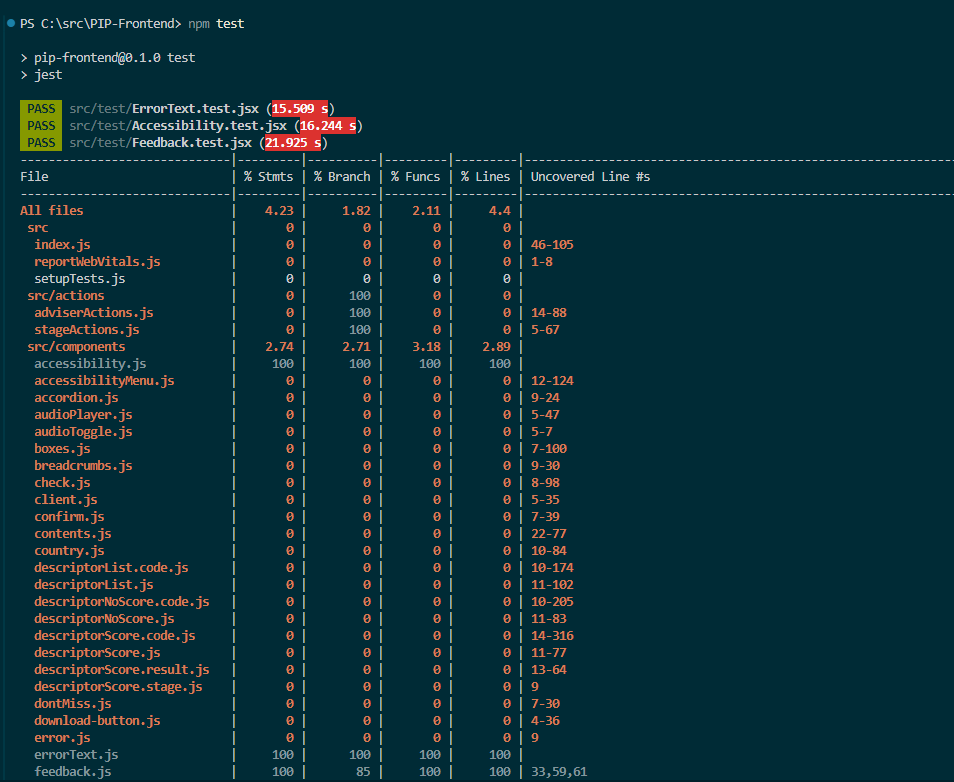 PS C:\src\PIP-Frontend> npm test
> pip-frontend@0.1.0 test
> jest
PASS src/test/ErrorText.test.jsx (15.509 s)
PASS src/test/Accessibility.test.jsx (16.244 s)
PASS src/test/Feedback.test.jsx (21.925 s)
------------------------------|---------|----------|---------|---------|-------------------------------------------------------------
File | % Stmts | % Branch | % Funcs | % Lines | Uncovered Line #s
------------------------------|---------|----------|---------|---------|-------------------------------------------------------------
All files | 4.23 | 1.82 | 2.11 | 4.4 |
src | 0 | 0 | 0 | 0 |
index.js | 0 | 0 | 0 | 0 | 46-105
reportWebVitals.js | 0 | 0 | 0 | 0 | 1-8
setupTests.js | 0 | 0 | 0 | 0 |
src/actions | 0 | 100 | 0 | 0 |
adviserActions.js | 0 | 100 | 0 | 0 | 14-88
stageActions.js | 0 | 100 | 0 | 0 | 5-67
src/components | 2.74 | 2.71 | 3.18 | 2.89 |
accessibility.js | 100 | 100 | 100 | 100 |
accessibilityMenu.js | 0 | 0 | 0 | 0 | 12-124
accordion.js | 0 | 0 | 0 | 0 | 9-24
audioPlayer.js | 0 | 0 | 0 | 0 | 5-47
audioToggle.js | 0 | 0 | 0 | 0 | 5-7
boxes.js | 0 | 0 | 0 | 0 | 7-100
breadcrumbs.js | 0 | 0 | 0 | 0 | 9-30
check.js | 0 | 0 | 0 | 0 | 8-98
client.js | 0 | 0 | 0 | 0 | 5-35
confirm.js | 0 | 0 | 0 | 0 | 7-39
contents.js | 0 | 0 | 0 | 0 | 22-77
country.js | 0 | 0 | 0 | 0 | 10-84
descriptorList.code.js | 0 | 0 | 0 | 0 | 10-174
descriptorList.js | 0 | 0 | 0 | 0 | 11-102
descriptorNoScore.code.js | 0 | 0 | 0 | 0 | 10-205
descriptorNoScore.js | 0 | 0 | 0 | 0 | 11-83
descriptorScore.code.js | 0 | 0 | 0 | 0 | 14-316
descriptorScore.js | 0 | 0 | 0 | 0 | 11-77
descriptorScore.result.js | 0 | 0 | 0 | 0 | 13-64
descriptorScore.stage.js | 0 | 0 | 0 | 0 | 9
dontMiss.js | 0 | 0 | 0 | 0 | 7-30
download-button.js | 0 | 0 | 0 | 0 | 4-36
error.js | 0 | 0 | 0 | 0 | 9
errorText.js | 100 | 100 | 100 | 100 |
feedback.js | 100 | 85 | 100 | 100 | 33,59,61